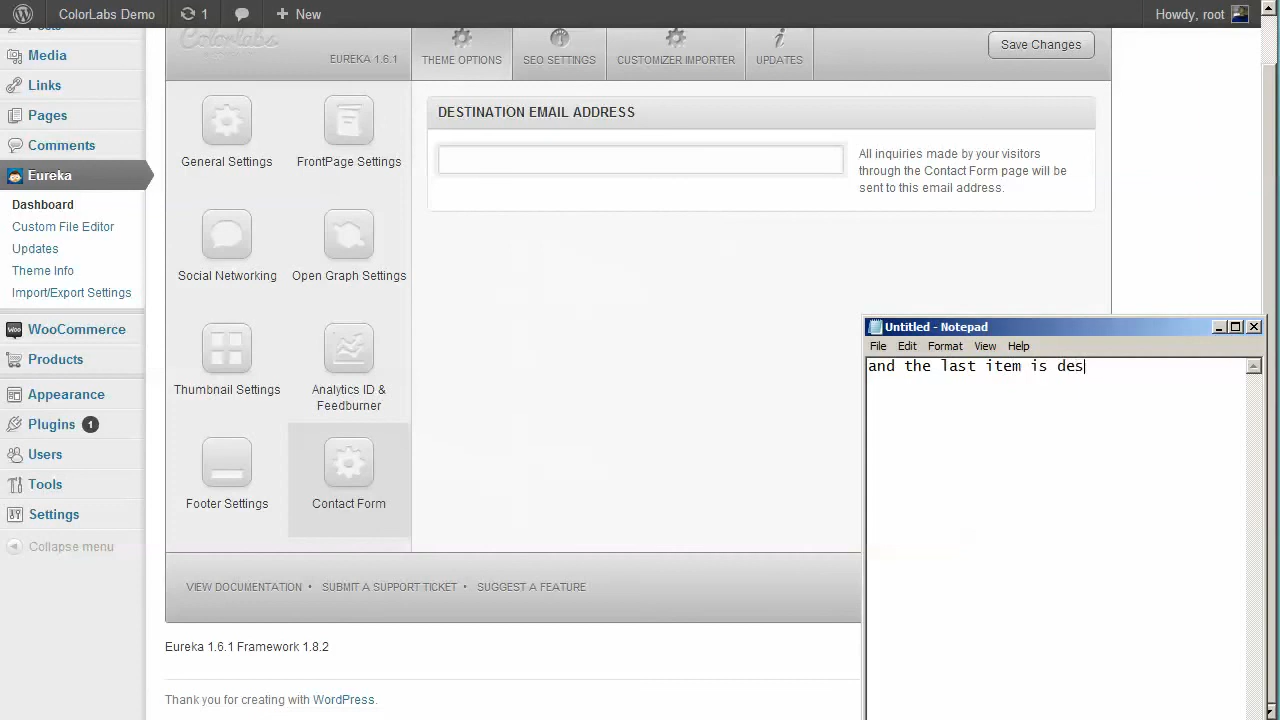 ColorLabs Demo
1
New
Howdy, root
Posts
Media
Links
Pages
Comments
Eureka
Dashboard
Custom File Editor
Updates
Theme Info
Import/Export Settings
WooCommerce
Products
Appearance
Plugins 1
Users
Tools
Settings
Collapse menu
Colorlabs
EUREKA 1.6.1
THEME OPTIONS
SEO SETTINGS
CUSTOMIZER IMPORTER
UPDATES
Save Changes
General Settings
FrontPage Settings
Social Networking
Open Graph Settings
Thumbnail Settings
Analytics ID &
Feedburner
Footer Settings
Contact Form
DESTINATION EMAIL ADDRESS
All inquiries made by your visitors
through the Contact Form page will be
sent to this email address.
VIEW DOCUMENTATION • SUBMIT A SUPPORT TICKET • SUGGEST A FEATURE
Eureka 1.6.1 Framework 1.8.2
Thank you for creating with WordPress.
Untitled - Notepad
File Edit Format View Help
and the last item is des